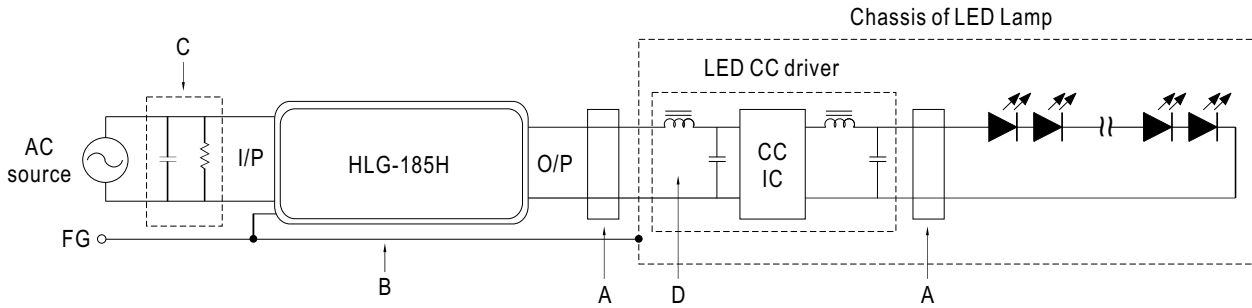 Chassis of LED Lamp
C
LED CC driver
AC
source
I/P
HLG-185H
O/P
CC
IC
FG
B
A
D
A